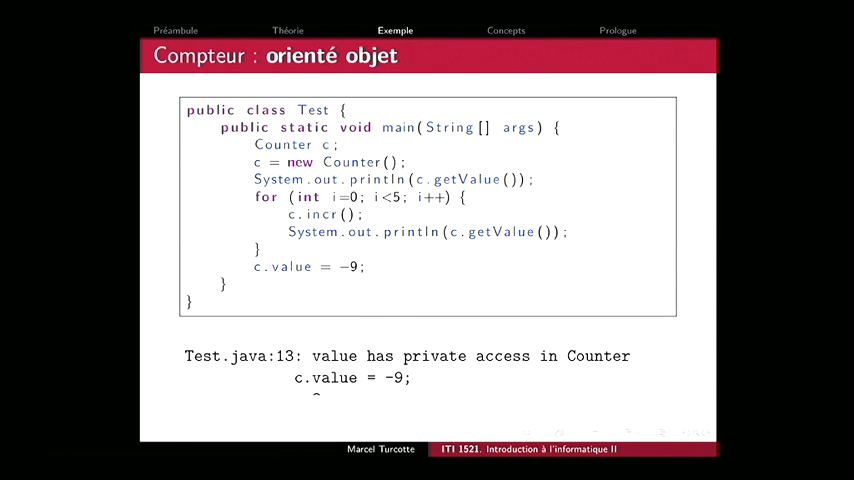 Préambule Théorie Exemple Concepts Prologue
Compteur : orienté objet
public class Test {
public static void main(String[] args) {
Counter c;
c = new Counter();
System.out.println(c.getValue());
for (int i=0; i<5; i++) {
c.incr();
System.out.println(c.getValue());
}
c.value = -9;
}
}
Test.java:13: value has private access in Counter
c.value = -9;
Marcel Turcotte ITI 1521. Introduction à l'informatique II